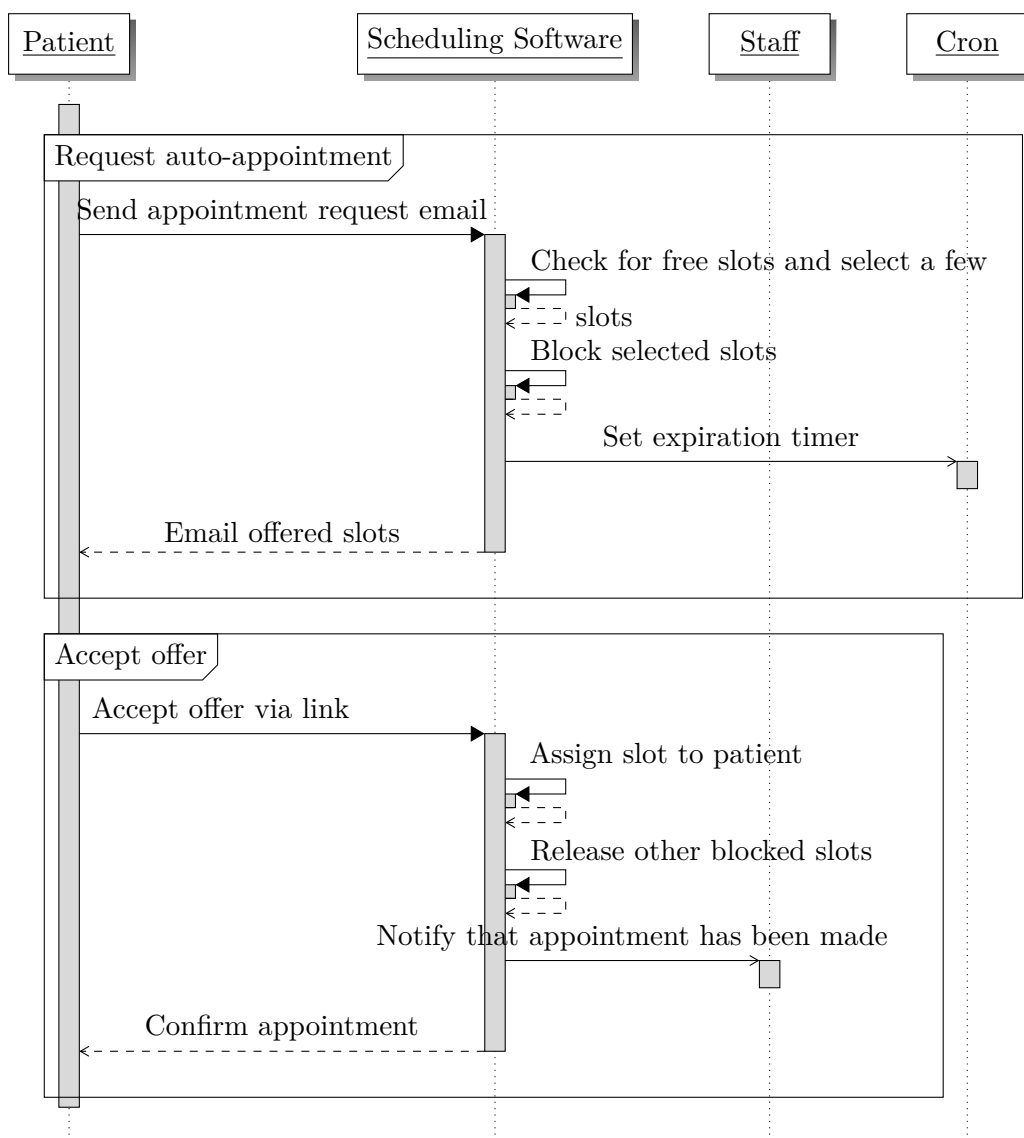 Patient
Scheduling Software
Staff
Cron
Request auto-appointment
Send appointment request email
Check for free slots and select a few
slots
Block selected slots
Set expiration timer
Email offered slots
Accept offer
Accept offer via link
Assign slot to patient
Release other blocked slots
Notify that appointment has been made
Confirm appointment